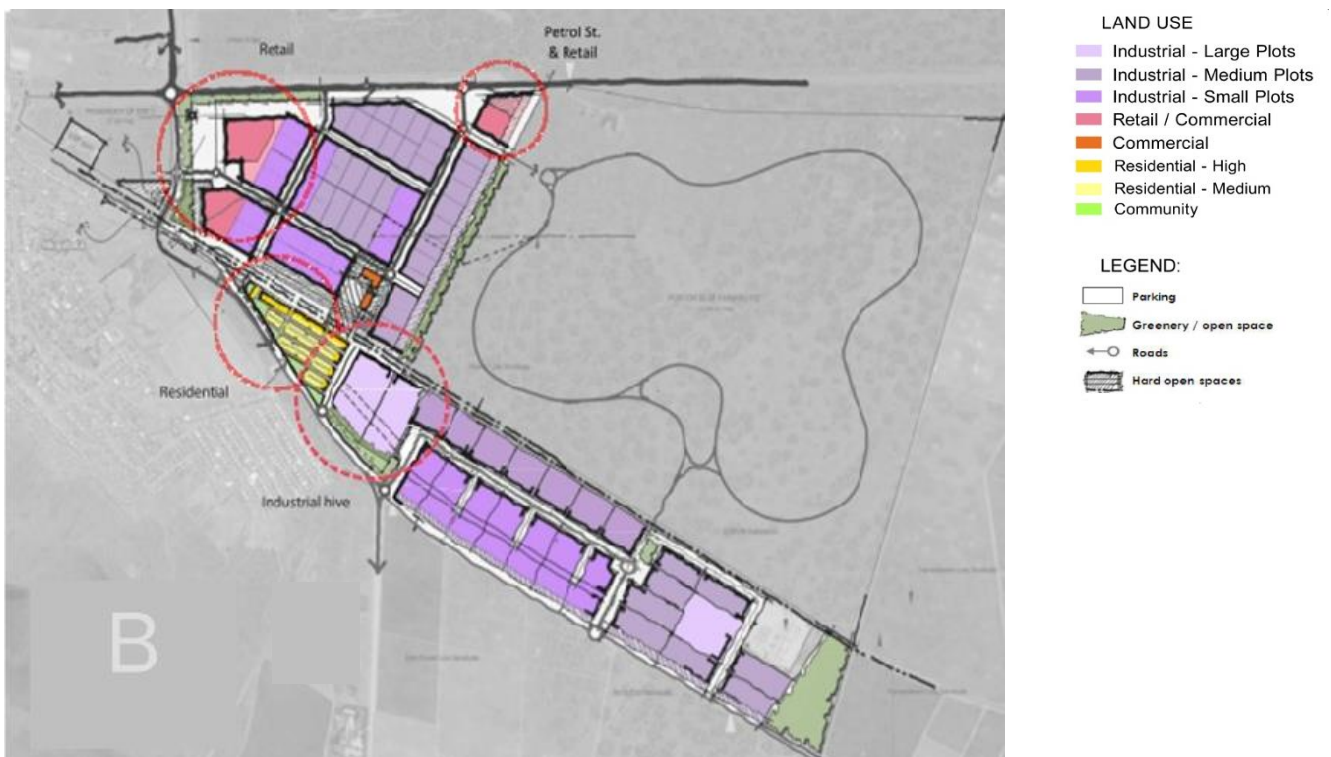 Retail
Petrol St.
& Retail
Residential
Industrial hive
B
LAND USE
Industrial - Large Plots
Industrial - Medium Plots
Industrial - Small Plots
Retail / Commercial
Commercial
Residential - High
Residential - Medium
Community
LEGEND:
Parking
Greenery / open space
Roads
Hard open spaces